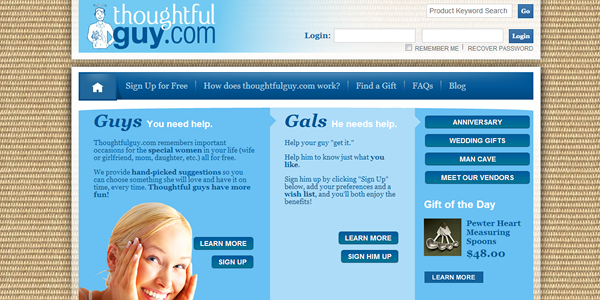 thoughtful
guy.com
Product Keyword Search Go
Login: Login
REMEMBER ME | RECOVER PASSWORD
Sign Up for Free | How does thoughtfulguy.com work? | Find a Gift | FAQs | Blog
Guys You need help.
Thoughtfulguy.com remembers important
occasions for the special women in your life (wife
or girlfriend, mom, daughter, etc.) all for free.
We provide hand-picked suggestions so you
can choose something she will love and have it on
time, every time. Thoughtful guys have more
fun!
LEARN MORE
SIGN UP
Gals He needs help.
Help your guy "get it."
Help him to know just what you
like.
Sign him up by clicking "Sign Up"
below, add your preferences and a
wish list, and you'll both enjoy the
benefits!
LEARN MORE
SIGN HIM UP
ANNIVERSARY
WEDDING GIFTS
MAN CAVE
MEET OUR VENDORS
Gift of the Day
Pewter Heart
Measuring
Spoons
$48.00
LEARN MORE